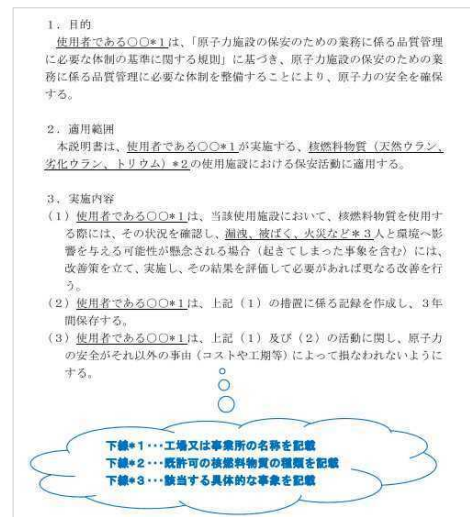 1．目的
使用者である○○*1は、「原子力施設の保安のための業務に係る品質管理
に必要な体制の基準に関する規則」に基づき、原子力施設の保安のための業
務に係る品質管理に必要な体制を整備することにより、原子力の安全を確保
する。
2．適用範囲
本説明書は、使用者である○○*1が実施する、核燃料物質（天然ウラン、
劣化ウラン、トリウム）*2の使用施設における保安活動に適用する。
3．実施内容
（1）使用者である○○*1は、当該使用施設において、核燃料物質を使用す
る際には、その状況を確認し、漏洩、被ばく、火災など*3人と環境へ影
響を与える可能性が懸念される場合（起きてしまった事象を含む）には、
改善策を立て、実施し、その結果を評価して必要があれば更なる改善を行
う。
（2）使用者である○○*1は、上記（1）の措置に係る記録を作成し、3年
間保存する。
（3）使用者である○○*1は、上記（1）及び（2）の活動に関し、原子力
の安全がそれ以外の事由（コストや工期等）によって損なわれないように
する。
下線*1･･･工場又は事業所の名称を記載
下線*2･･･既許可の核燃料物質の種類を記載
下線*3･･･該当する具体的な事象を記載